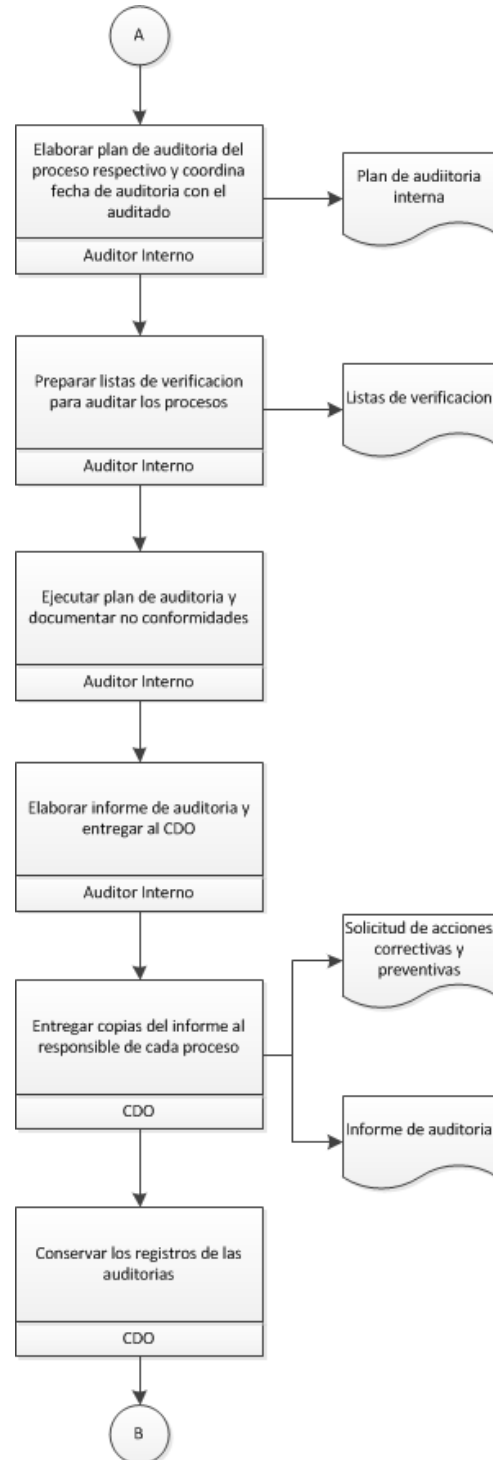 A
Elaborar plan de auditoria del
proceso respectivo y coordina
fecha de auditoria con el
auditado
Auditor Interno
Plan de audiitoria
interna
Preparar listas de verificacion
para auditar los procesos
Auditor Interno
Listas de verificacion
Ejecutar plan de auditoria y
documentar no conformidades
Auditor Interno
Elaborar informe de auditoria y
entregar al CDO
Auditor Interno
Entregar copias del informe al
responsible de cada proceso
CDO
Solicitud de acciones
correctivas y
preventivas
Informe de auditoria
Conservar los registros de las
auditorias
CDO
B